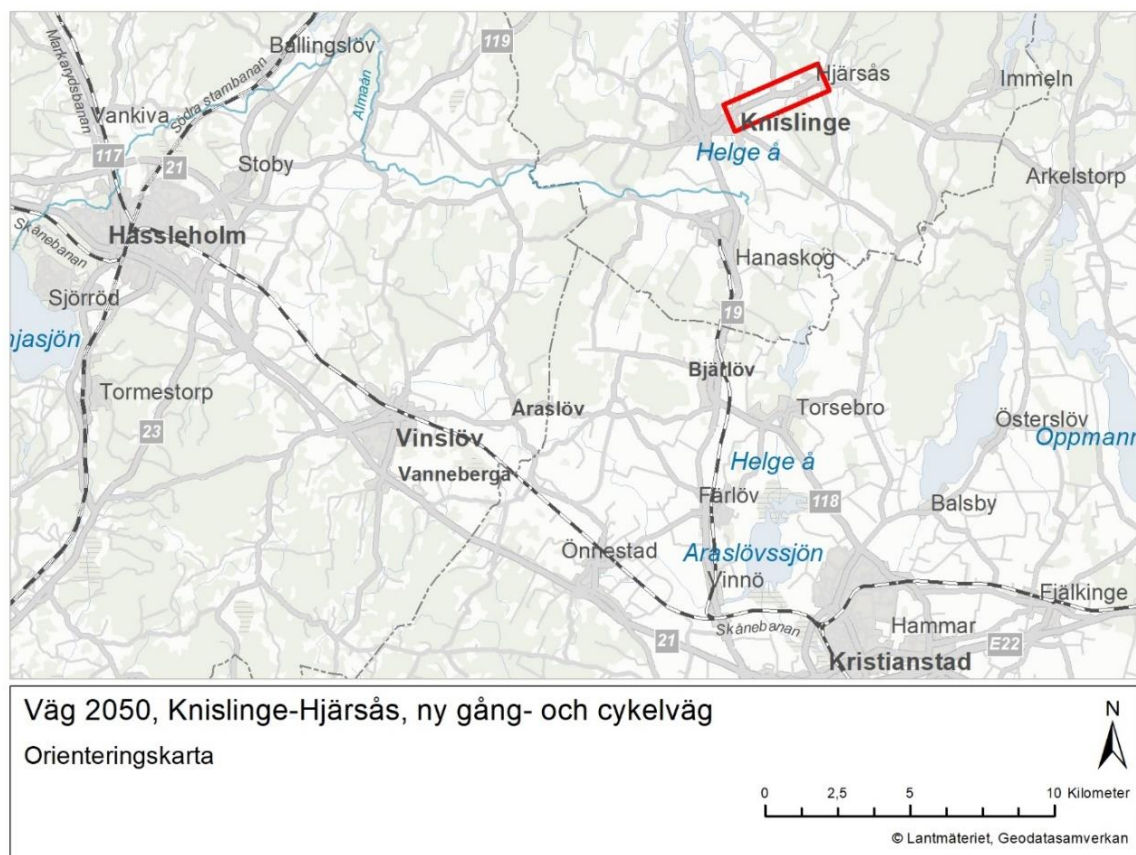 Ballingslöv
119
Hjärsås
Immeln
Markarydsbanan
Södra stambanan
Almaån
Vankiva
Knislinge
117
21
Stoby
Helge å
Arkelstorp
Skånebanan
Hässleholm
Hanaskog
Sjörröd
19
njasjön
Bjärlöv
Tormestorp
Araslöv
Torsebro
Österslöv
23
Vinslöv
Oppmann
Vanneberga
Helge å
Färlöv
118
Balsby
Önnestad
Araslövssjön
Vinnö
Fjälkinge
Skånebanan
Hammar
21
E22
Kristianstad
Väg 2050, Knislinge-Hjärsås, ny gång- och cykelväg
Orienteringskarta
N
0 2,5 5 10 Kilometer
© Lantmäteriet, Geodatasamverkan